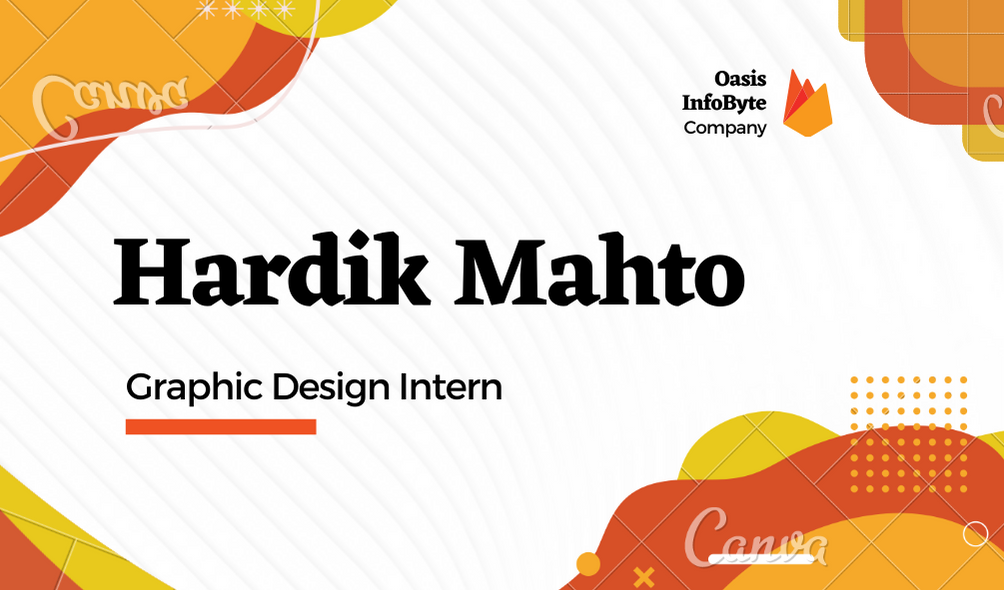 Canva
Oasis
InfoByte
Company
Hardik Mahto
Graphic Design Intern
Canva